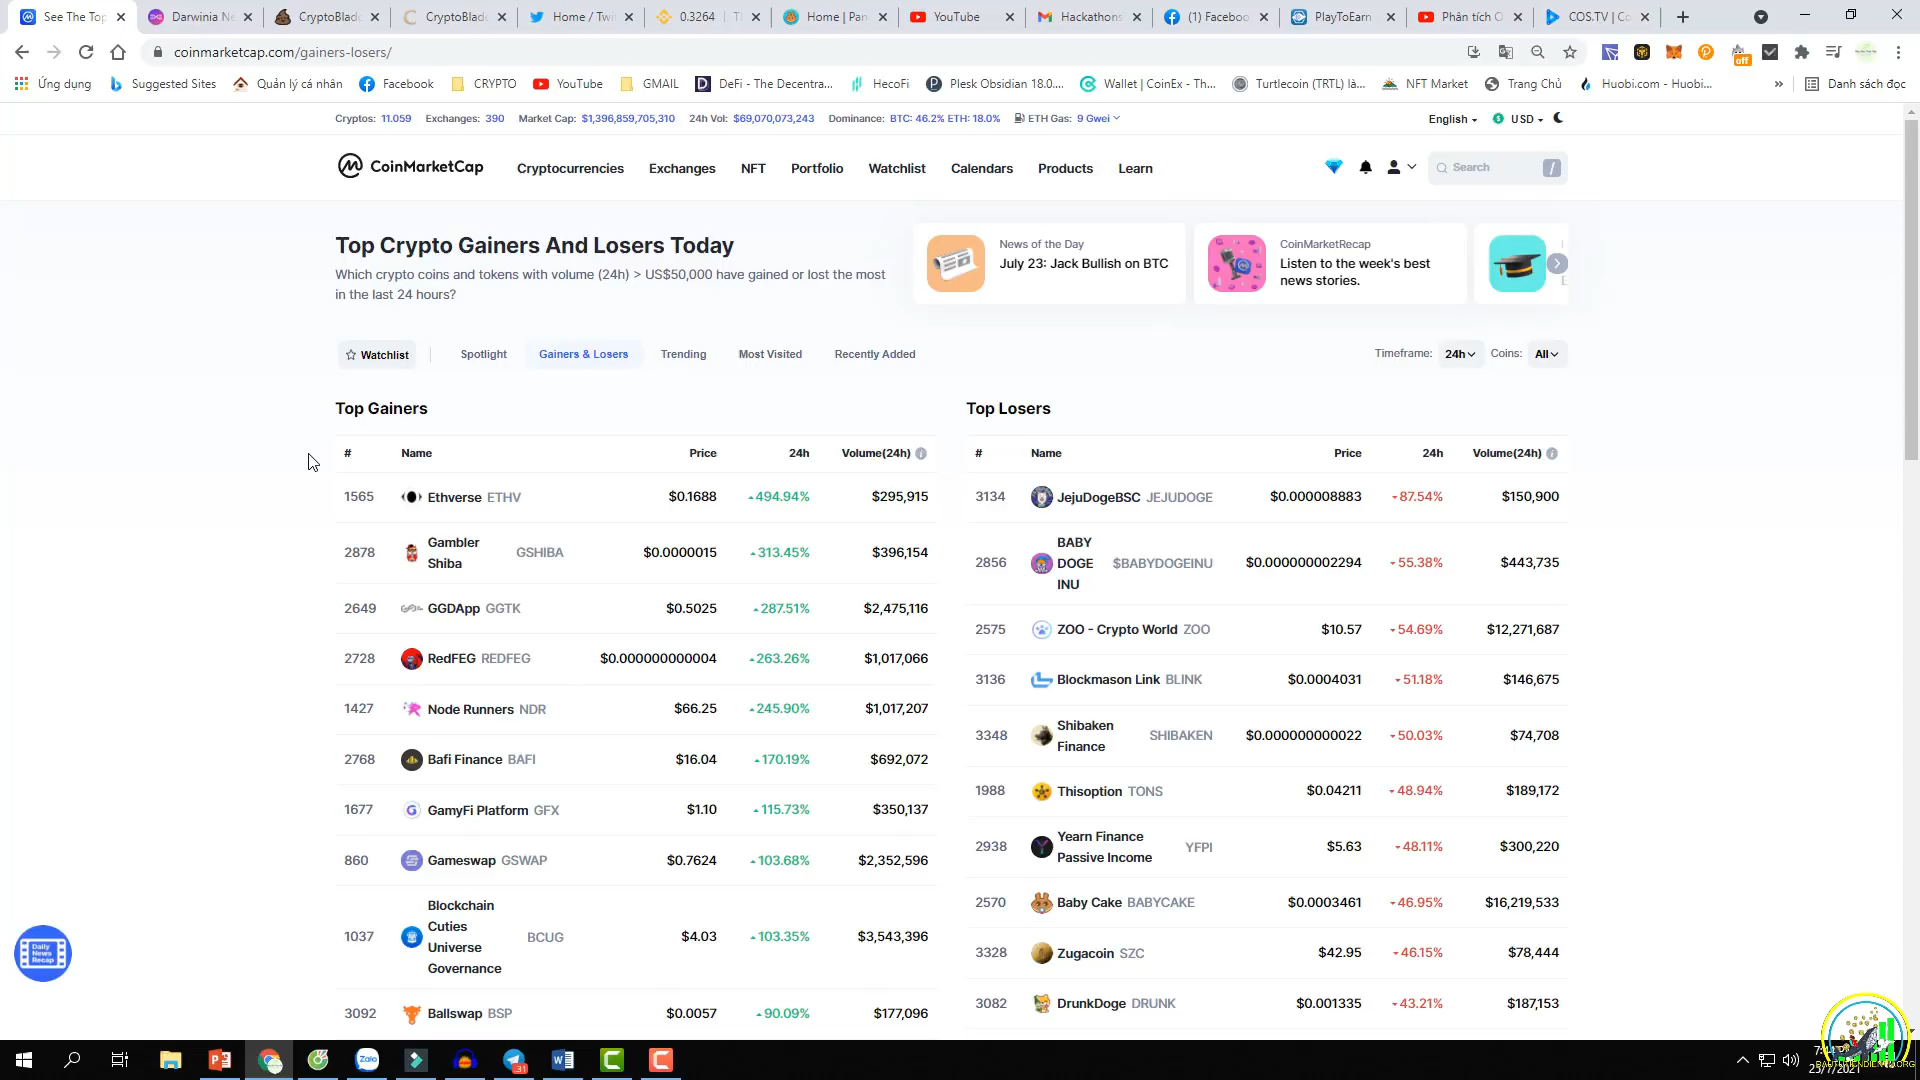 See The Top
Darwinia Ne
CryptoBlade
CryptoBlade
Home / Twi
0.3264
Home | Pan
YouTube
Hackathons
(1) Faceboo
PlayToEarn
Phân tích C
COS.TV | Co
coinmarketcap.com/gainers-losers/
off
Ứng dụng
Suggested Sites
Quản lý cá nhân
Facebook
CRYPTO
YouTube
GMAIL
DeFi - The Decentra...
HecoFi
Plesk Obsidian 18.0....
Wallet | CoinEx - Th...
Turtlecoin (TRTL) là...
NFT Market
Trang Chủ
Huobi.com - Huobi...
»
Danh sách đọc
Cryptos: 11.059 Exchanges: 390 Market Cap: $1,396,859,705,310 24h Vol: $69,070,073,243 Dominance: BTC: 46.2% ETH: 18.0% ETH Gas: 9 Gwei
English
USD
CoinMarketCap
Cryptocurrencies Exchanges NFT Portfolio Watchlist Calendars Products Learn
Search /
Top Crypto Gainers And Losers Today
Which crypto coins and tokens with volume (24h) > US$50,000 have gained or lost the most
in the last 24 hours?
News of the Day
July 23: Jack Bullish on BTC
CoinMarketRecap
Listen to the week's best
news stories.
Watchlist
Spotlight
Gainers & Losers
Trending
Most Visited
Recently Added
Timeframe: 24h Coins: All
Top Gainers
# Name Price 24h Volume(24h)
1565 Ethverse ETHV $0.1688 494.94% $295,915
2878 Gambler Shiba GSHIBA $0.0000015 313.45% $396,154
2649 GGDApp GGTK $0.5025 287.51% $2,475,116
2728 RedFEG REDFEG $0.000000000004 263.26% $1,017,066
1427 Node Runners NDR $66.25 245.90% $1,017,207
2768 Bafi Finance BAFI $16.04 170.19% $692,072
1677 GamyFi Platform GFX $1.10 115.73% $350,137
860 Gameswap GSWAP $0.7624 103.68% $2,352,596
1037 Blockchain Cuties Universe Governance BCUG $4.03 103.35% $3,543,396
3092 Ballswap BSP $0.0057 90.09% $177,096
Top Losers
# Name Price 24h Volume(24h)
3134 JejuDogeBSC JEJUDOGE $0.000008883 87.54% $150,900
2856 BABY DOGE INU $BABYDOGEINU $0.000000002294 55.38% $443,735
2575 ZOO - Crypto World ZOO $10.57 54.69% $12,271,687
3136 Blockmason Link BLINK $0.0004031 51.18% $146,675
3348 Shibaken Finance SHIBAKEN $0.000000000022 50.03% $74,708
1988 Thisoption TONS $0.04211 48.94% $189,172
2938 Yearn Finance Passive Income YFPI $5.63 48.11% $300,220
2570 Baby Cake BABYCAKE $0.0003461 46.95% $16,219,533
3328 Zugacoin SZC $42.95 46.15% $78,444
3082 DrunkDoge DRUNK $0.001335 43.21% $187,153
Daily
News
Recap
Zalo
31